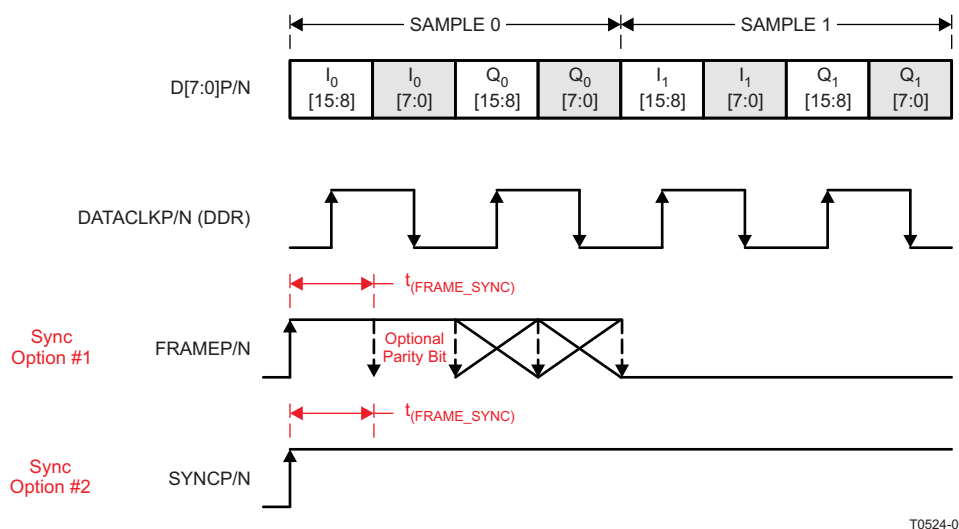 SAMPLE 0 SAMPLE 1
D[7:0]P/N
I0 I0 Q0 Q0 I1 I1 Q1 Q1
[15:8] [7:0] [15:8] [7:0] [15:8] [7:0] [15:8] [7:0]
DATACLKP/N (DDR)
t(FRAME_SYNC)
Sync
Option #1
FRAMEP/N
Optional
Parity Bit
t(FRAME_SYNC)
Sync
Option #2
SYNCP/N
T0524-0